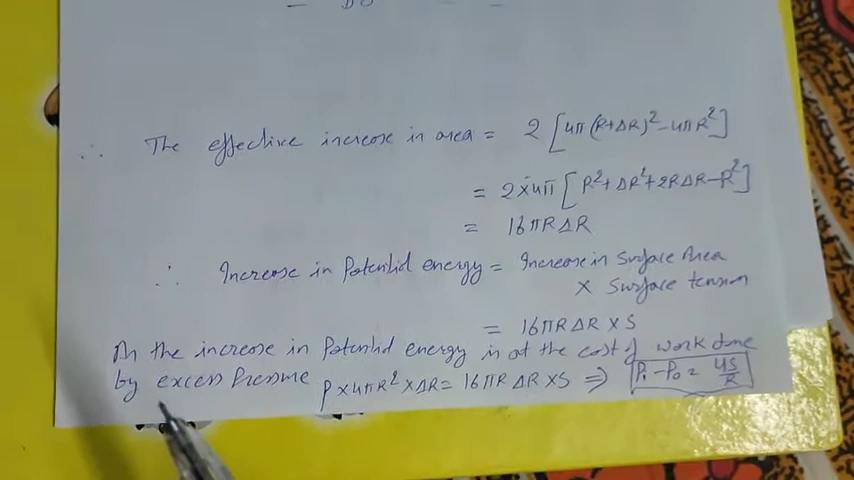 ∴ The effective increase in area = 2 [4π (R+ΔR)² - 4πR²]
= 2×4π [R² + ΔR² + 2RΔR - R²]
= 16πRΔR
∴ Increase in Potential energy = Increase in Surface Area
× Surface tension
= 16πRΔR × S
As the increase in Potential energy is at the cost of work done
by excess Pressure P×4πR²×ΔR = 16πRΔR×S ⇒ Pi - Po = 4S/R